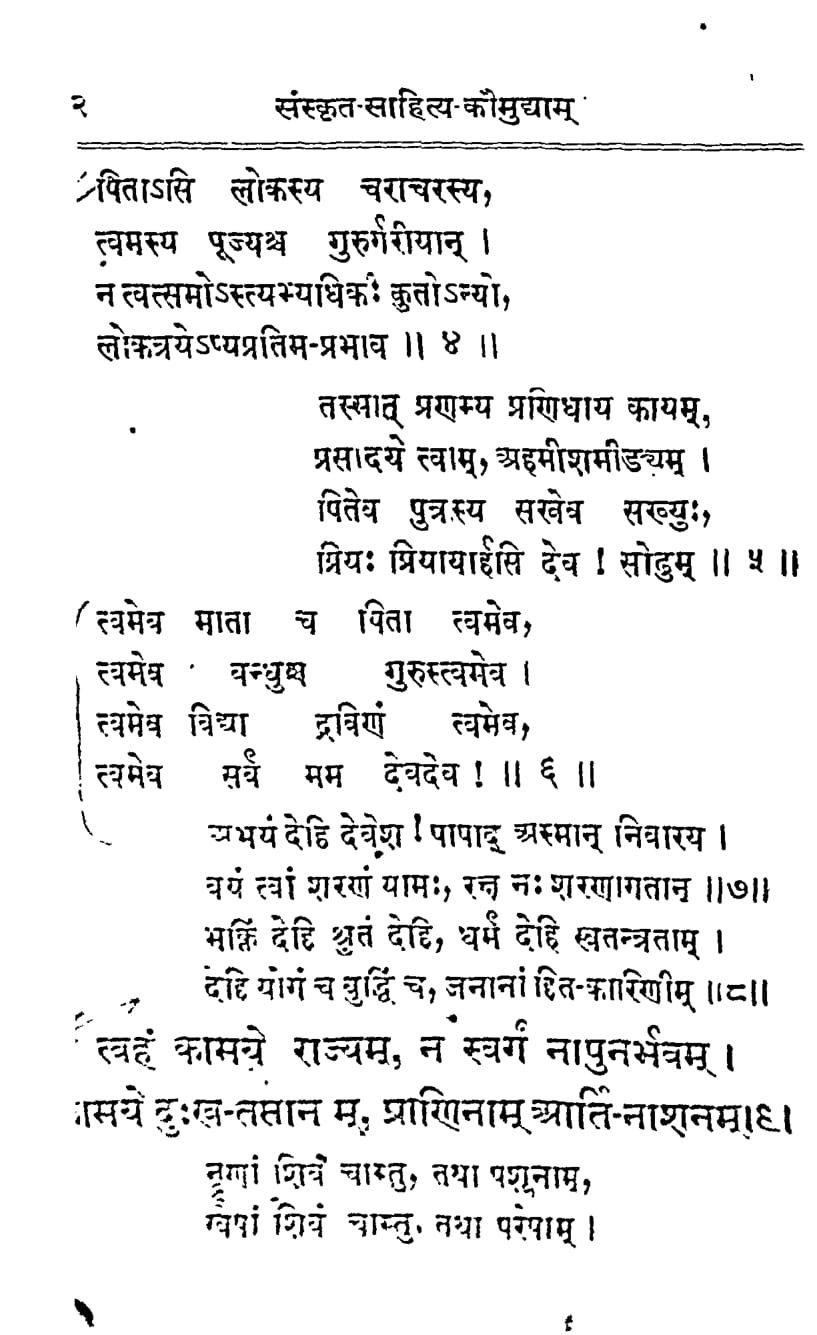 २ संस्कृत-साहित्य-कौमुद्याम्
पिताऽसि लोकस्य चराचरस्य,
त्वमस्य पूज्यश्च गुरुर्गरीयान् ।
न त्वत्समोऽस्त्यभ्यधिकः कुतोऽन्यो,
लोकत्रयेऽप्यप्रतिम-प्रभाव ॥ ४ ॥
तस्मात् प्रणम्य प्रणिधाय कायम्,
प्रसादये त्वाम्, अहमीशमीड्यम् ।
पितेव पुत्रस्य सखेव सख्युः,
प्रियः प्रियायार्हसि देव ! सोढुम् ॥ ५ ॥
त्वमेव माता च पिता त्वमेव,
त्वमेव बन्धुश्च गुरुस्त्वमेव ।
त्वमेव विद्या द्रविणं त्वमेव,
त्वमेव सर्वं मम देवदेव ! ॥ ६ ॥
अभयं देहि देवेश ! पापाद् अस्मान् निवारय ।
वयं त्वां शरणं यामः, रक्ष नः शरणागतान् ॥७॥
भक्तिं देहि श्रुतं देहि, धर्मं देहि स्वतन्त्रताम् ।
देहि योगं च बुद्धिं च, जनानां हित-कारिणीम् ॥८॥
त्वहं कामये राज्यम्, न स्वर्गं नापुनर्भवम् ।
ामये दुःख-तप्तानाम्, प्राणिनाम् आर्ति-नाशनम्।९।
नृणां शिवं चास्तु, तथा पशूनाम्,
स्वेषां शिवं चास्तु, तथा परेषाम् ।